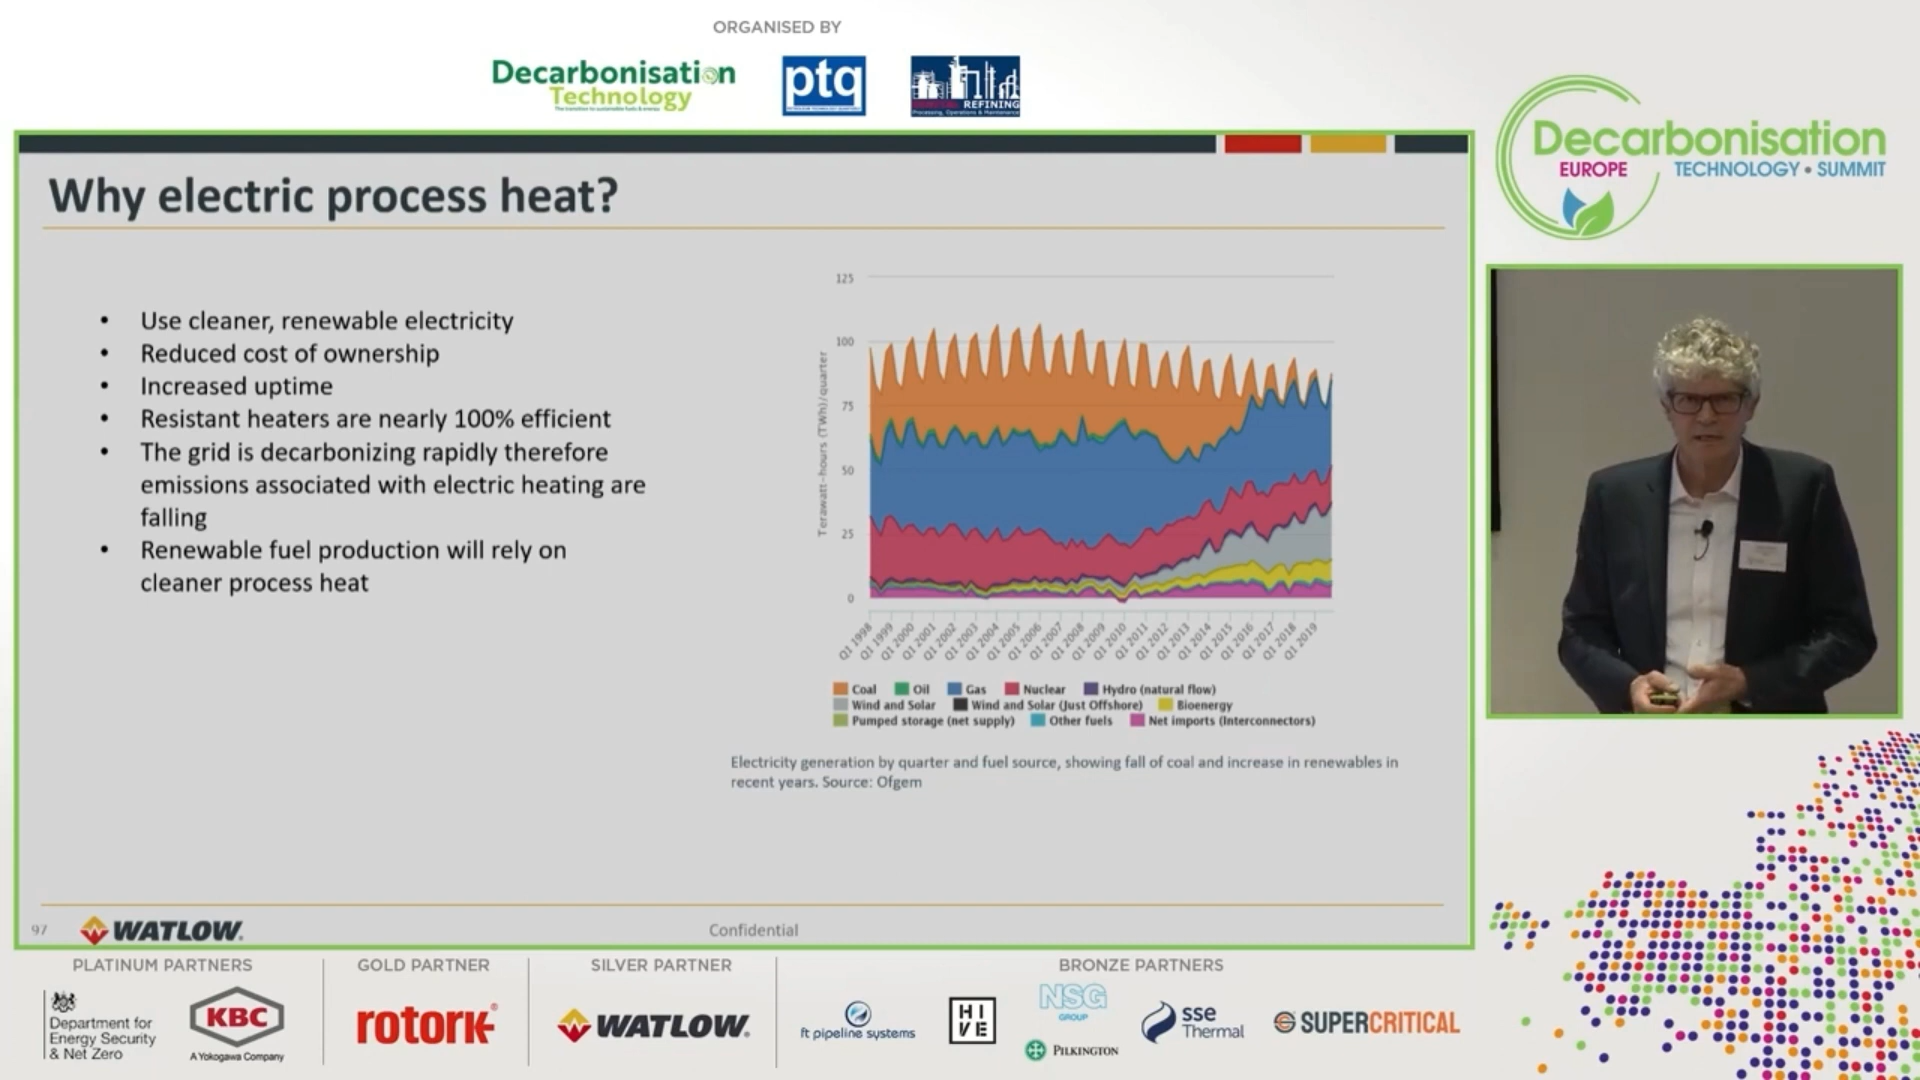 ORGANISED BY
Decarbonisation
Technology
ptq
REFINING
Processing, Operations & Maintenance
Decarbonisation
EUROPE TECHNOLOGY • SUMMIT
Why electric process heat?
• Use cleaner, renewable electricity
• Reduced cost of ownership
• Increased uptime
• Resistant heaters are nearly 100% efficient
• The grid is decarbonizing rapidly therefore
emissions associated with electric heating are
falling
• Renewable fuel production will rely on
cleaner process heat
Terawatt-hours (TWh)/quarter
125
100
75
50
25
0
Q1 1998
Q1 1999
Q1 2000
Q1 2001
Q1 2002
Q1 2003
Q1 2004
Q1 2005
Q1 2006
Q1 2007
Q1 2008
Q1 2009
Q1 2010
Q1 2011
Q1 2012
Q1 2013
Q1 2014
Q1 2015
Q1 2016
Q1 2017
Q1 2018
Q1 2019
Coal Oil Gas Nuclear Hydro (natural flow)
Wind and Solar Wind and Solar (Just Offshore) Bioenergy
Pumped storage (net supply) Other fuels Net imports (Interconnectors)
Electricity generation by quarter and fuel source, showing fall of coal and increase in renewables in
recent years. Source: Ofgem
97 WATLOW. Confidential
PLATINUM PARTNERS GOLD PARTNER SILVER PARTNER BRONZE PARTNERS
Department for
Energy Security
& Net Zero
KBC
A Yokogawa Company
rotork®
WATLOW.
ft pipeline systems
HI
VE
NSG
GROUP
PILKINGTON
sse
Thermal
SUPERCRITICAL